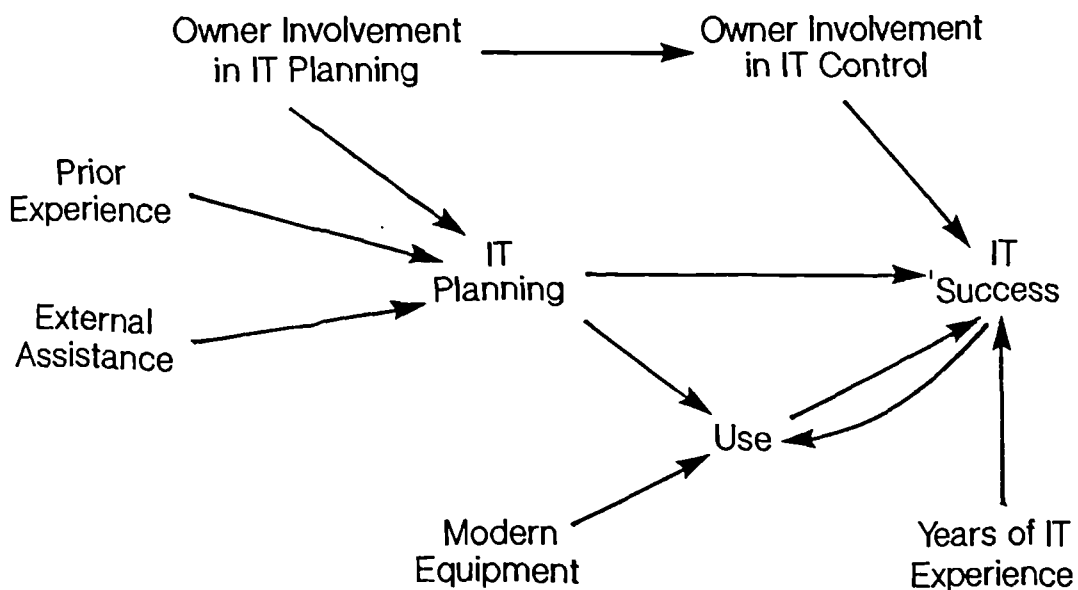 Owner Involvement
in IT Planning
Owner Involvement
in IT Control
Prior
Experience
IT
Planning
IT
'Success
External
Assistance
Use
Modern
Equipment
Years of IT
Experience